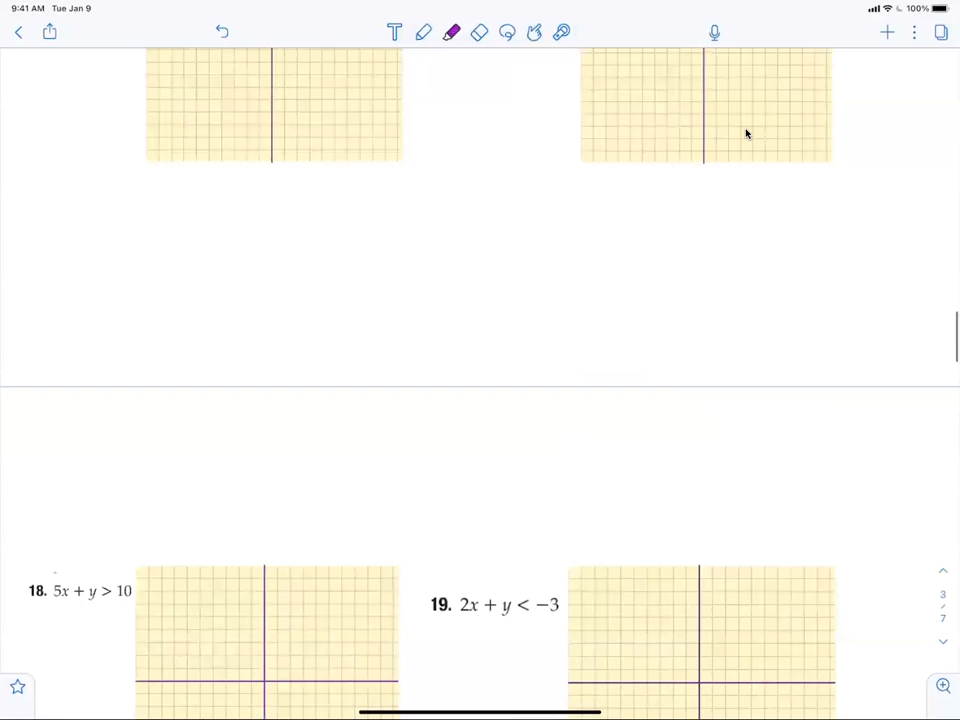 9:41 AM Tue Jan 9
100%
T
18. 5x + y > 10
19. 2x + y < −3
3
/
7